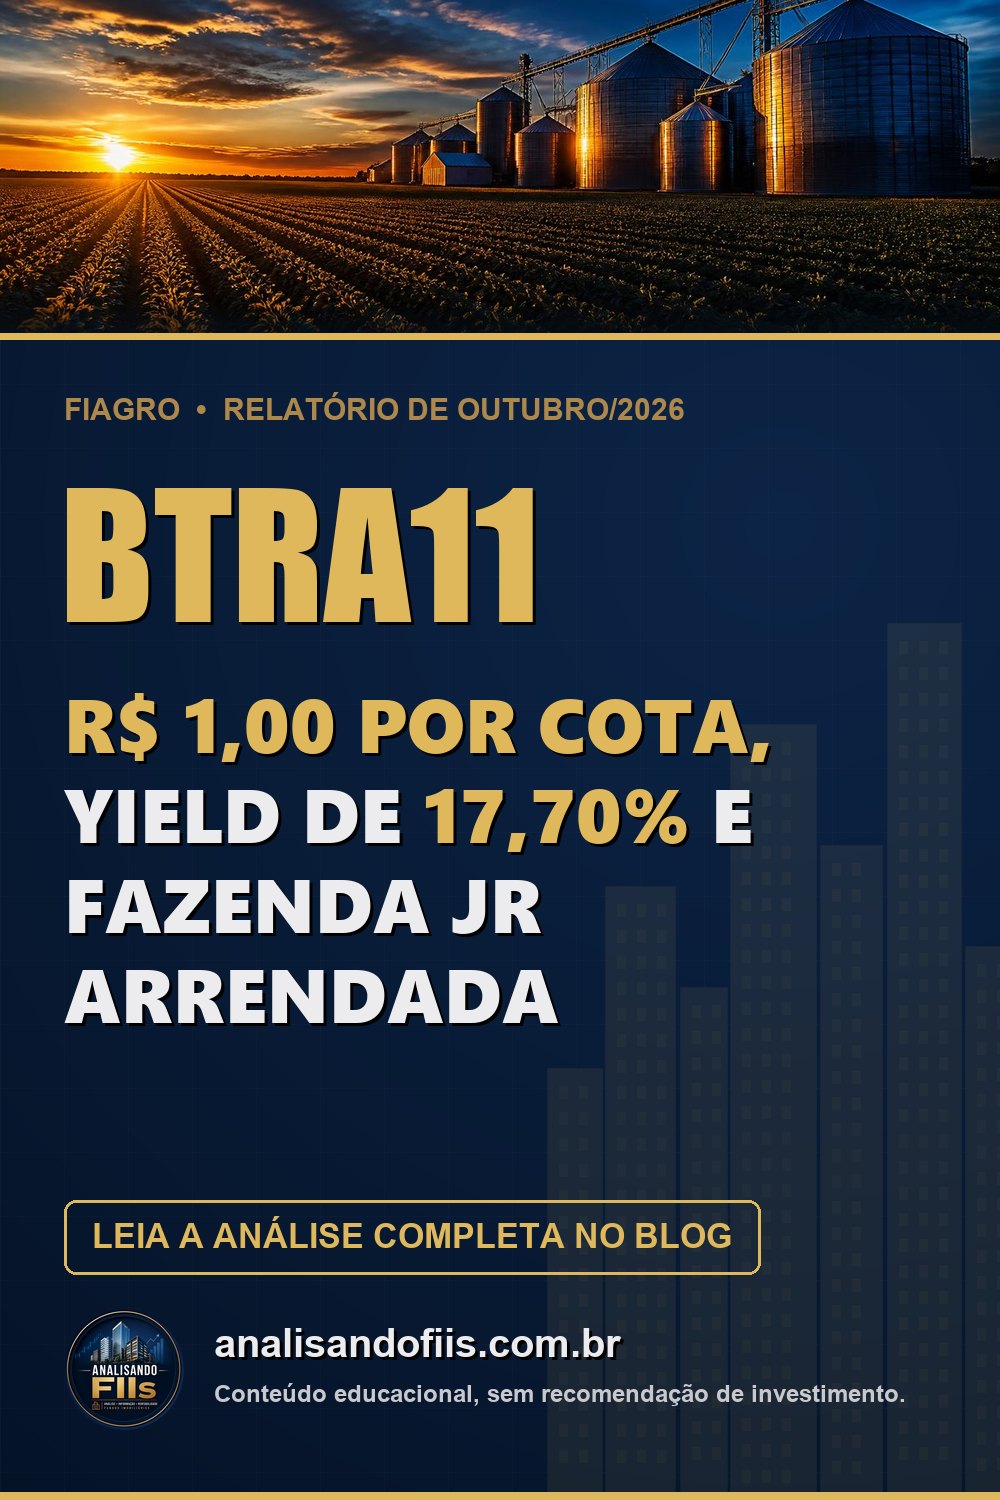 FIAGRO • RELATÓRIO DE OUTUBRO/2026
BTRA11
R$ 1,00 POR COTA,
YIELD DE 17,70% E
FAZENDA JR
ARRENDADA
LEIA A ANÁLISE COMPLETA NO BLOG
ANALISANDO
FIIs
analisandofiis.com.br
Conteúdo educacional, sem recomendação de investimento.